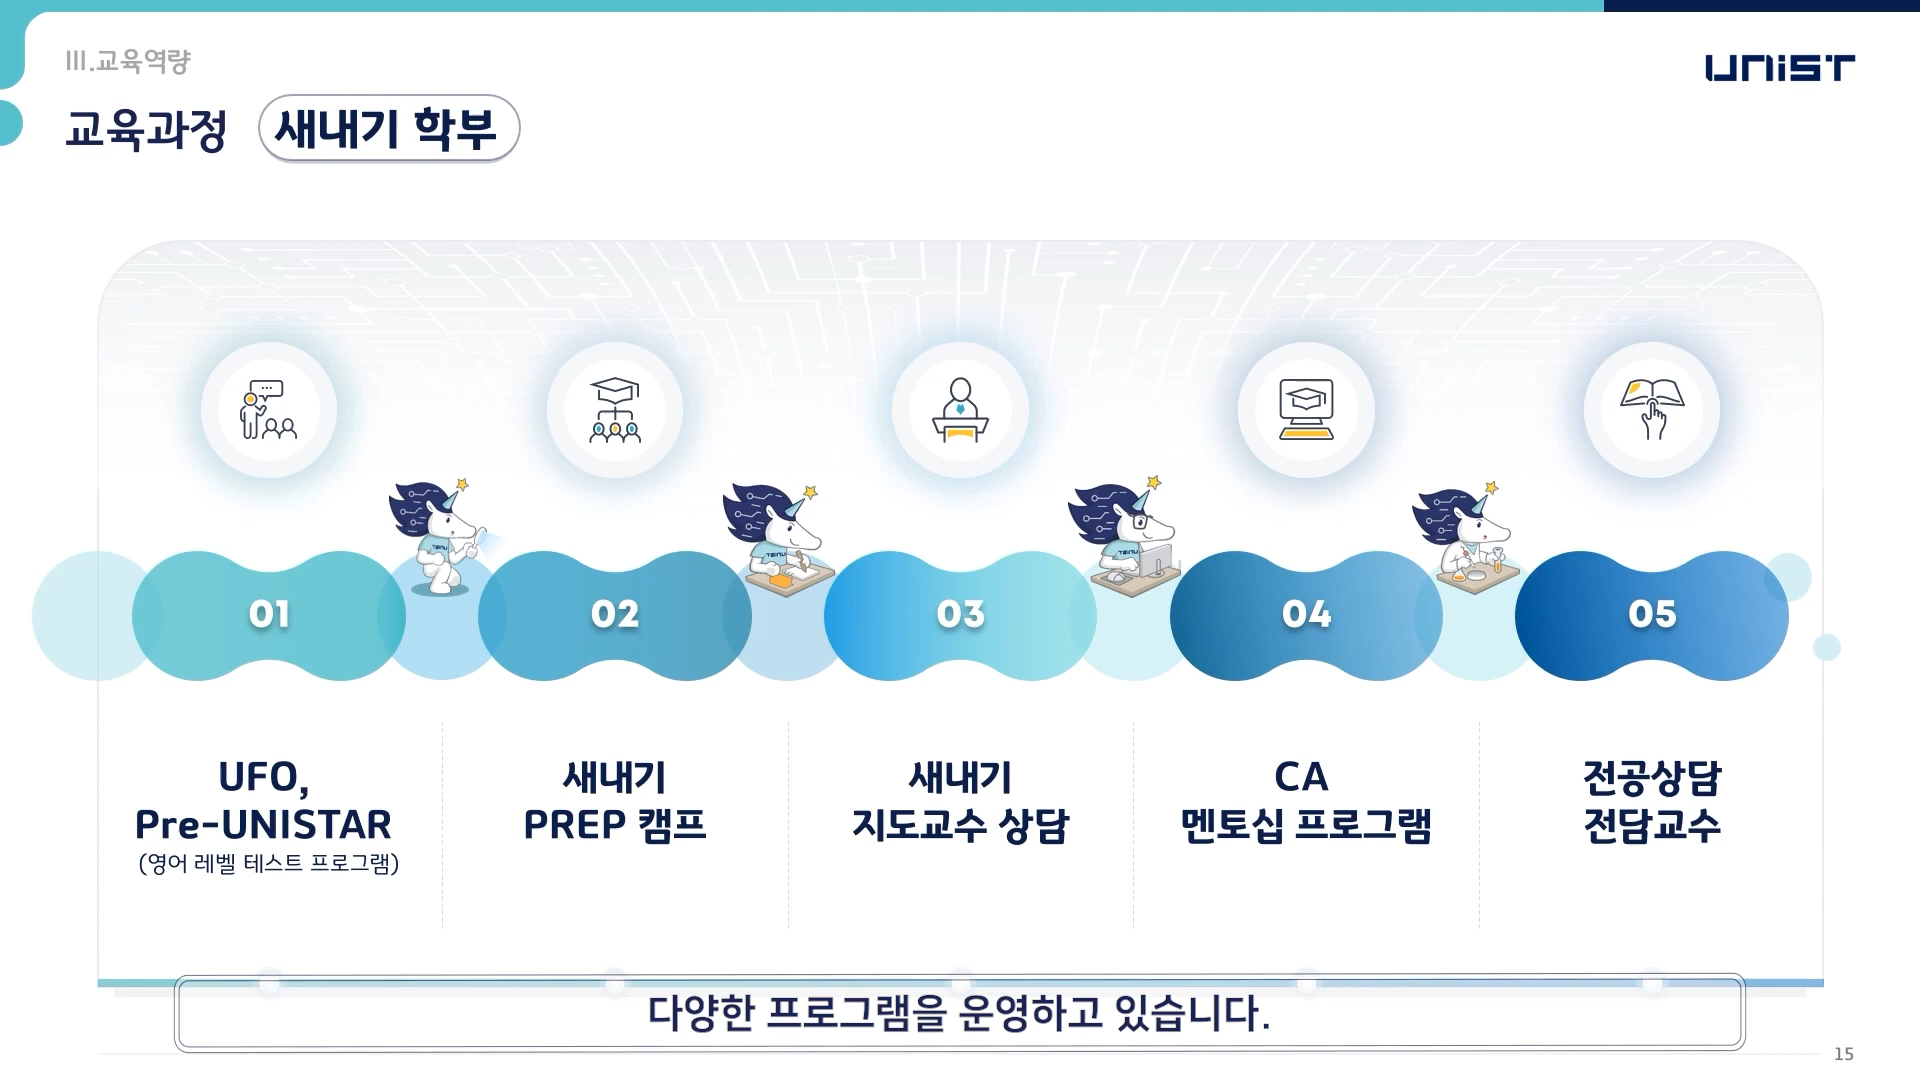 III.교육역량
UNIST
교육과정 새내기 학부
01
02
03
04
05
UFO,
Pre-UNISTAR
(영어 레벨 테스트 프로그램)
새내기
PREP 캠프
새내기
지도교수 상담
CA
멘토십 프로그램
전공상담
전담교수
다양한 프로그램을 운영하고 있습니다.
15